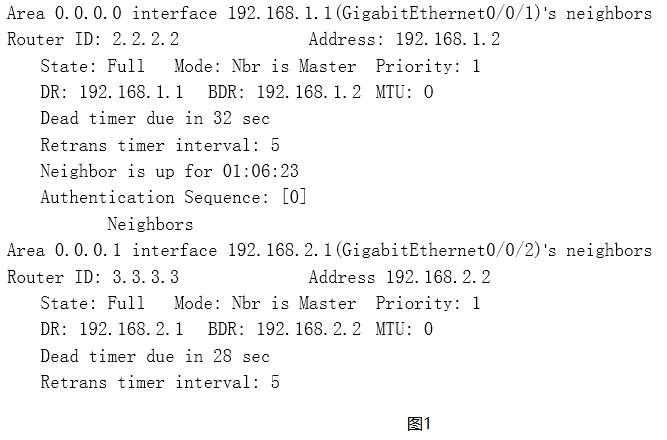 Area 0.0.0.0 interface 192.168.1.1(GigabitEthernet0/0/1)'s neighbors
Router ID: 2.2.2.2 Address: 192.168.1.2
State: Full Mode: Nbr is Master Priority: 1
DR: 192.168.1.1 BDR: 192.168.1.2 MTU: 0
Dead timer due in 32 sec
Retrans timer interval: 5
Neighbor is up for 01:06:23
Authentication Sequence: [0]
Neighbors
Area 0.0.0.1 interface 192.168.2.1(GigabitEthernet0/0/2)'s neighbors
Router ID: 3.3.3.3 Address 192.168.2.2
State: Full Mode: Nbr is Master Priority: 1
DR: 192.168.2.1 BDR: 192.168.2.2 MTU: 0
Dead timer due in 28 sec
Retrans timer interval: 5
图1